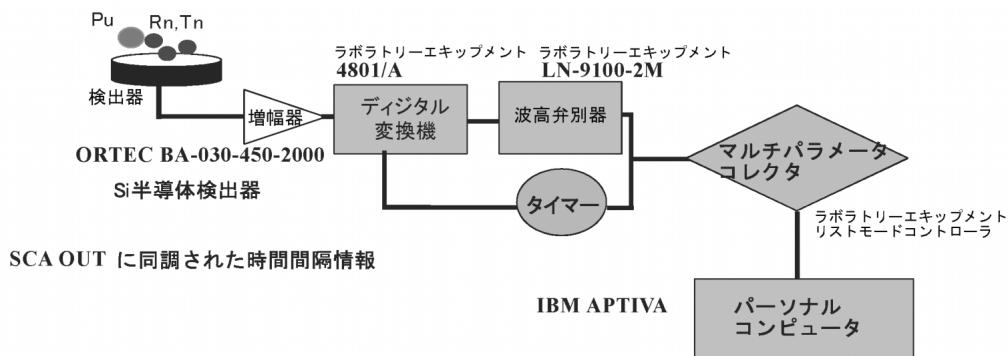 Pu
Rn,Tn
検出器
増幅器
ORTEC BA-030-450-2000
Si半導体検出器
ラボラトリーエキップメント
4801/A
ディジタル
変換機
ラボラトリーエキップメント
LN-9100-2M
波高弁別器
タイマー
マルチパラメータ
コレクタ
ラボラトリーエキップメント
リストモードコントローラ
SCA OUT に同調された時間間隔情報
IBM APTIVA
パーソナル
コンピュータ